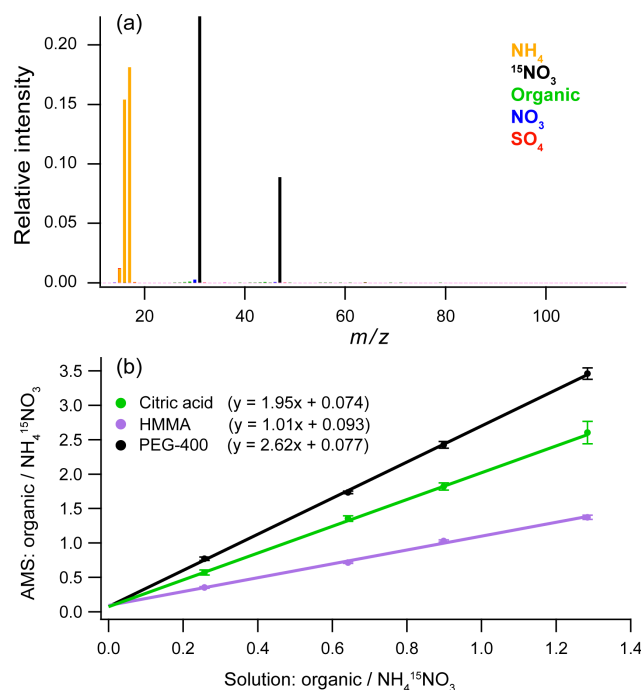 (a)
Relative intensity
0.20
0.15
0.10
0.05
0.00
NH₄
¹⁵NO₃
Organic
NO₃
SO₄
20 40 60 80 100
m/z
(b)
AMS: organic / NH₄¹⁵NO₃
3.5
3.0
2.5
2.0
1.5
1.0
0.5
0.0
Citric acid (y = 1.95x + 0.074)
HMMA (y = 1.01x + 0.093)
PEG-400 (y = 2.62x + 0.077)
0.0 0.2 0.4 0.6 0.8 1.0 1.2 1.4
Solution: organic / NH₄¹⁵NO₃